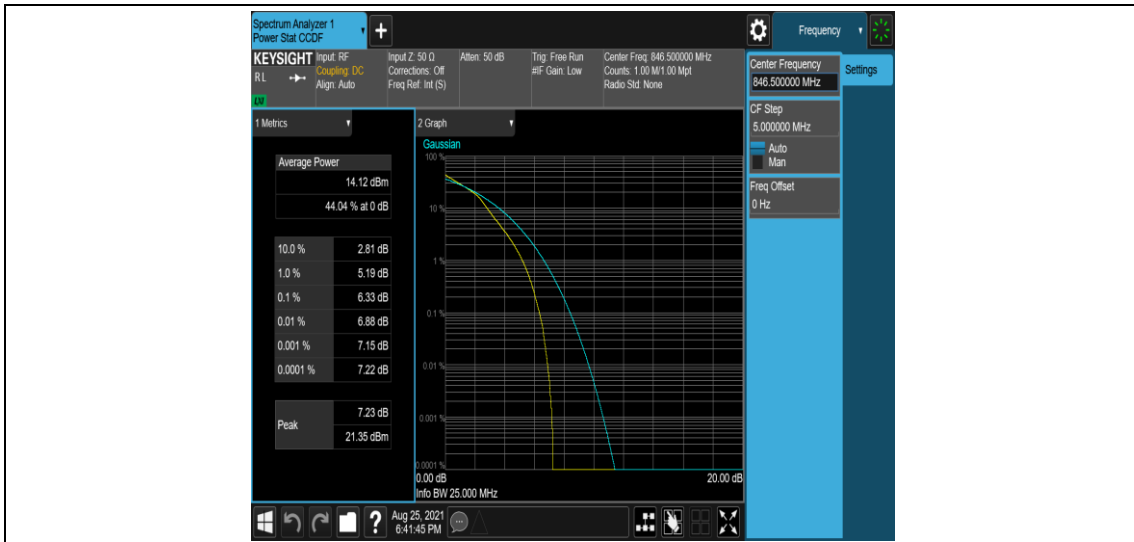 Spectrum Analyzer 1
Power Stat CCDF
+
Frequency
KEYSIGHT
RL
LXI
Input: RF
Coupling: DC
Align: Auto
Input Z: 50 Ω
Corrections: Off
Freq Ref: Int (S)
Atten: 50 dB
Trig: Free Run
#IF Gain: Low
Center Freq: 846.500000 MHz
Counts: 1.00 M/1.00 Mpt
Radio Std: None
Center Frequency
846.500000 MHz
Settings
CF Step
5.000000 MHz
Auto
Man
Freq Offset
0 Hz
1 Metrics
Average Power
14.12 dBm
44.04 % at 0 dB
10.0 % 2.81 dB
1.0 % 5.19 dB
0.1 % 6.33 dB
0.01 % 6.88 dB
0.001 % 7.15 dB
0.0001 % 7.22 dB
Peak
7.23 dB
21.35 dBm
2 Graph
Gaussian
100 %
10 %
1 %
0.1 %
0.01 %
0.001 %
0.0001 %
0.00 dB 20.00 dB
Info BW 25.000 MHz
?
Aug 25, 2021
6:41:45 PM